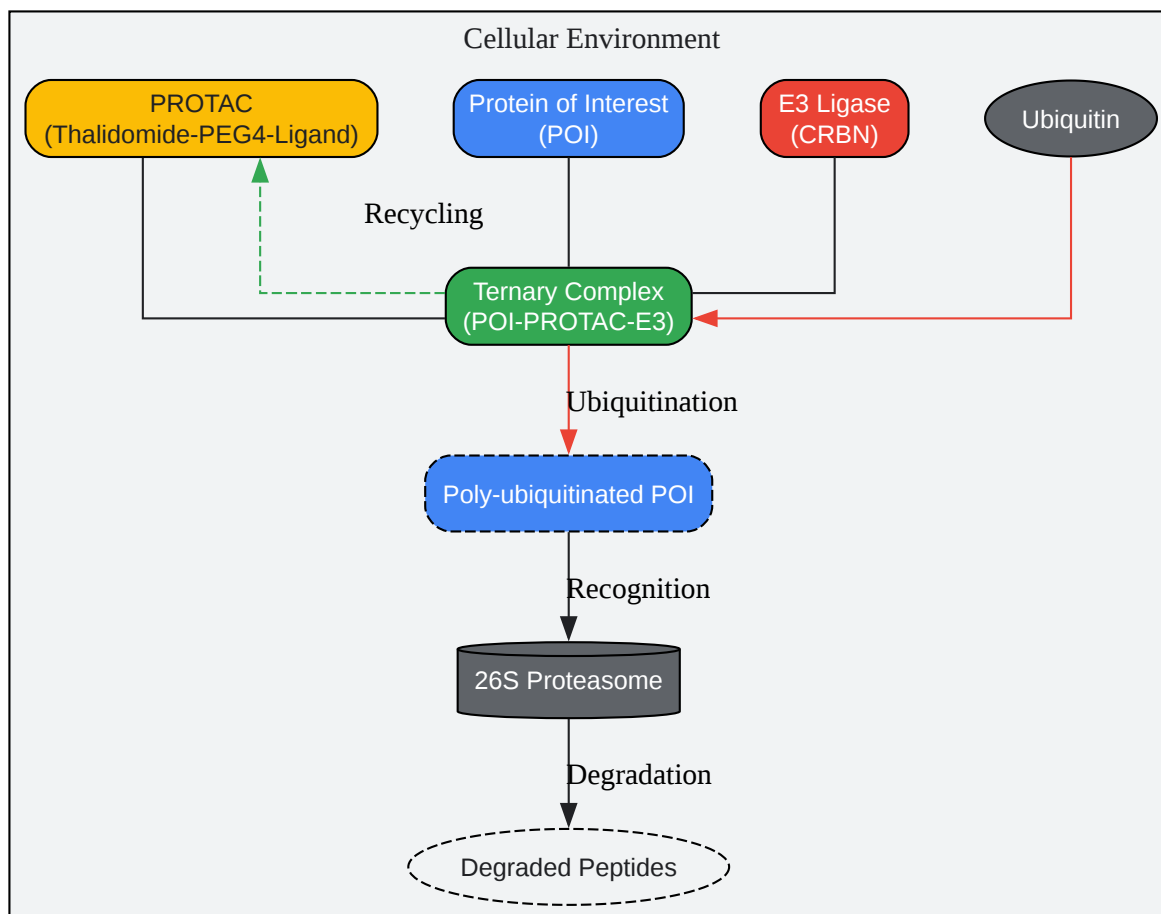 Cellular Environment
PROTAC
(Thalidomide-PEG4-Ligand)
Protein of Interest
(POI)
E3 Ligase
(CRBN)
Ubiquitin
Recycling
Ternary Complex
(POI-PROTAC-E3)
Ubiquitination
Poly-ubiquitinated POI
Recognition
26S Proteasome
Degradation
Degraded Peptides